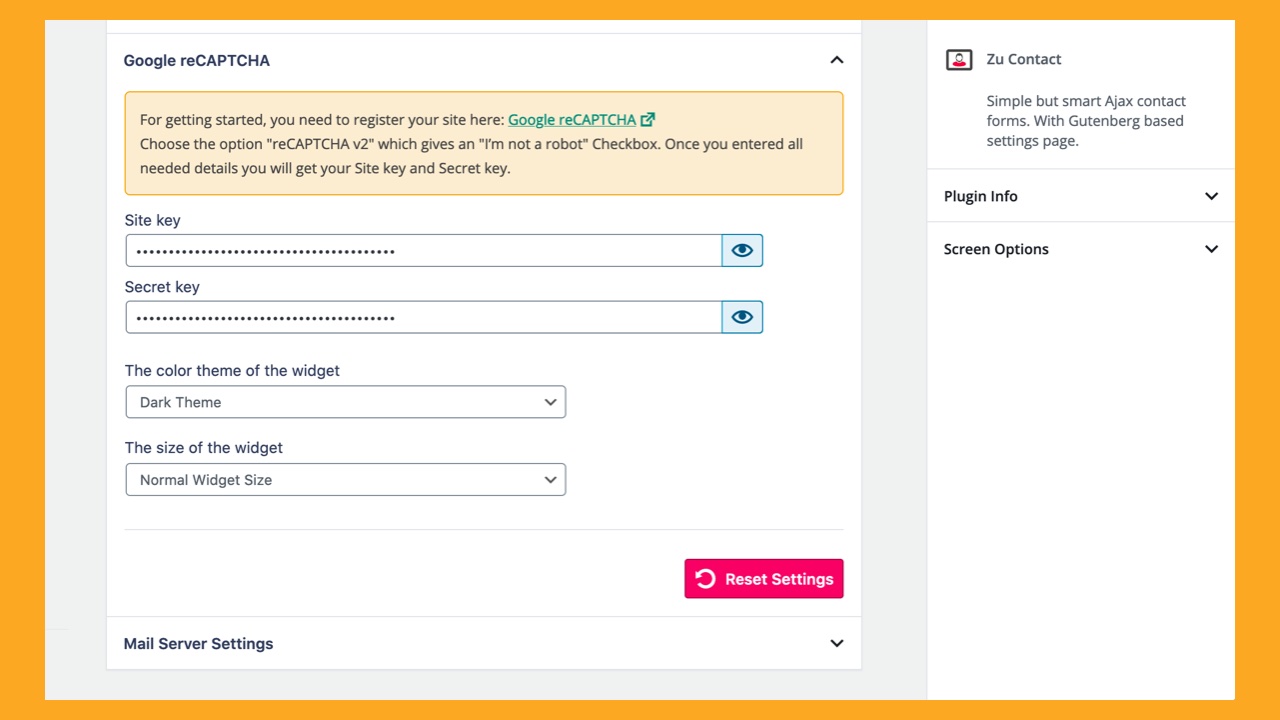 Google reCAPTCHA
For getting started, you need to register your site here: Google reCAPTCHA
Choose the option "reCAPTCHA v2" which gives an "I'm not a robot" Checkbox. Once you entered all
needed details you will get your Site key and Secret key.
Site key
••••••••••••••••••••••••••••••••••••••••
Secret key
••••••••••••••••••••••••••••••••••••••••
The color theme of the widget
Dark Theme
The size of the widget
Normal Widget Size
Reset Settings
Mail Server Settings
Zu Contact
Simple but smart Ajax contact
forms. With Gutenberg based
settings page.
Plugin Info
Screen Options